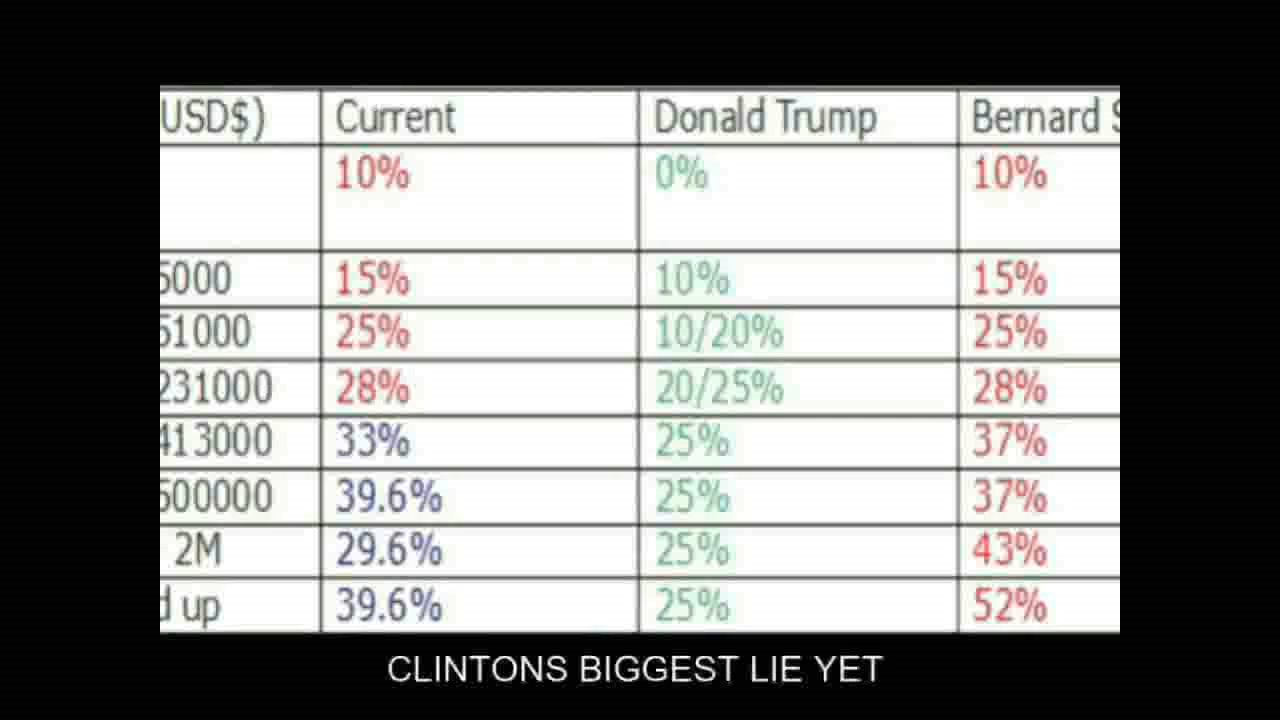 USD$) Current Donald Trump Bernard
10% 0% 10%
5000 15% 10% 15%
51000 25% 10/20% 25%
231000 28% 20/25% 28%
413000 33% 25% 37%
500000 39.6% 25% 37%
2M 29.6% 25% 43%
d up 39.6% 25% 52%
CLINTONS BIGGEST LIE YET